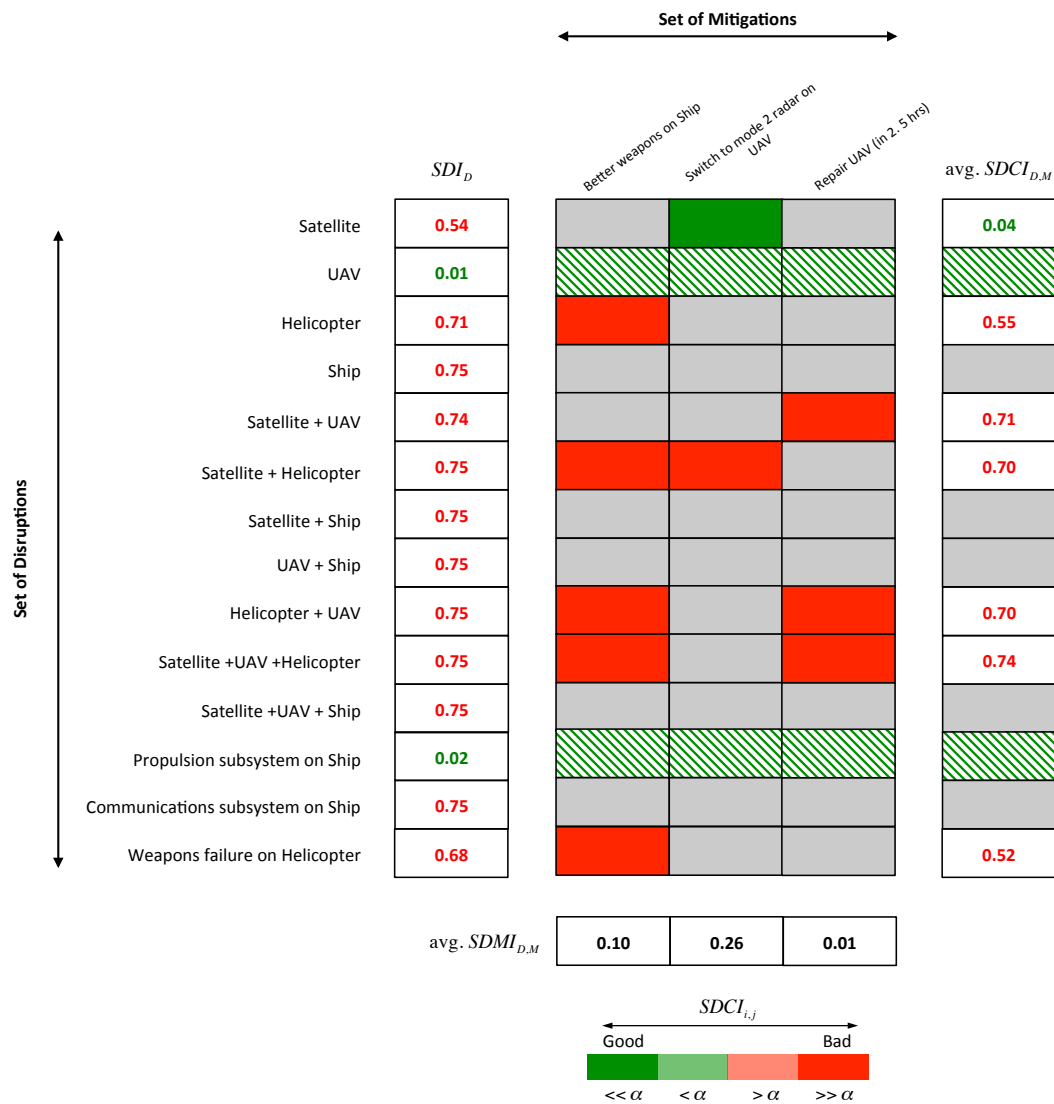 Set of Mitigations
Better weapons on Ship
Switch to mode 2 radar on
UAV
Repair UAV (in 2. 5 hrs)
SDI_D
avg. SDCI_D,M
Set of Disruptions
Satellite 0.54 0.04
UAV 0.01
Helicopter 0.71 0.55
Ship 0.75
Satellite + UAV 0.74 0.71
Satellite + Helicopter 0.75 0.70
Satellite + Ship 0.75
UAV + Ship 0.75
Helicopter + UAV 0.75 0.70
Satellite +UAV +Helicopter 0.75 0.74
Satellite +UAV + Ship 0.75
Propulsion subsystem on Ship 0.02
Communications subsystem on Ship 0.75
Weapons failure on Helicopter 0.68 0.52
avg. SDMI_D,M 0.10 0.26 0.01
SDCI_i,j
Good Bad
<< α < α > α >> α